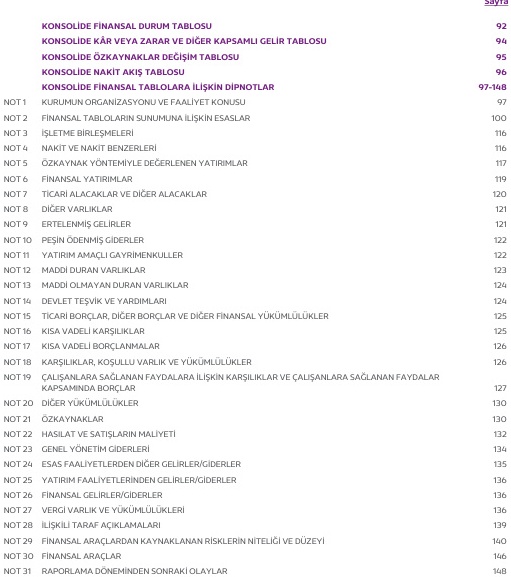 Sayfa
KONSOLİDE FİNANSAL DURUM TABLOSU 92
KONSOLİDE KÂR VEYA ZARAR VE DİĞER KAPSAMLI GELİR TABLOSU 94
KONSOLİDE ÖZKAYNAKLAR DEĞİŞİM TABLOSU 95
KONSOLİDE NAKİT AKIŞ TABLOSU 96
KONSOLİDE FİNANSAL TABLOLARA İLİŞKİN DİPNOTLAR 97-148
NOT 1 KURUMUN ORGANİZASYONU VE FAALİYET KONUSU 97
NOT 2 FİNANSAL TABLOLARIN SUNUMUNA İLİŞKİN ESASLAR 100
NOT 3 İŞLETME BİRLEŞMELERİ 116
NOT 4 NAKİT VE NAKİT BENZERLERİ 116
NOT 5 ÖZKAYNAK YÖNTEMİYLE DEĞERLENEN YATIRIMLAR 117
NOT 6 FİNANSAL YATIRIMLAR 119
NOT 7 TİCARİ ALACAKLAR VE DİĞER ALACAKLAR 120
NOT 8 DİĞER VARLIKLAR 121
NOT 9 ERTELENMİŞ GELİRLER 121
NOT 10 PEŞİN ÖDENMİŞ GİDERLER 122
NOT 11 YATIRIM AMAÇLI GAYRİMENKULLER 122
NOT 12 MADDİ DURAN VARLIKLAR 123
NOT 13 MADDİ OLMAYAN DURAN VARLIKLAR 124
NOT 14 DEVLET TEŞVİK VE YARDIMLARI 124
NOT 15 TİCARİ BORÇLAR, DİĞER BORÇLAR VE DİĞER FİNANSAL YÜKÜMLÜLÜKLER 125
NOT 16 KISA VADELİ KARŞILIKLAR 125
NOT 17 KISA VADELİ BORÇLANMALAR 126
NOT 18 KARŞILIKLAR, KOŞULLU VARLIK VE YÜKÜMLÜLÜKLER 126
NOT 19 ÇALIŞANLARA SAĞLANAN FAYDALARA İLİŞKİN KARŞILIKLAR VE ÇALIŞANLARA SAĞLANAN FAYDALAR
KAPSAMINDA BORÇLAR 127
NOT 20 DİĞER YÜKÜMLÜLÜKLER 130
NOT 21 ÖZKAYNAKLAR 130
NOT 22 HASILAT VE SATIŞLARIN MALİYETİ 132
NOT 23 GENEL YÖNETİM GİDERLERİ 134
NOT 24 ESAS FAALİYETLERDEN DİĞER GELİRLER/GİDERLER 135
NOT 25 YATIRIM FAALİYETLERİNDEN GELİRLER/GİDERLER 136
NOT 26 FİNANSAL GELİRLER/GİDERLER 136
NOT 27 VERGİ VARLIK VE YÜKÜMLÜLÜKLERİ 136
NOT 28 İLİŞKİLİ TARAF AÇIKLAMALARI 139
NOT 29 FİNANSAL ARAÇLARDAN KAYNAKLANAN RİSKLERİN NİTELİĞİ VE DÜZEYİ 140
NOT 30 FİNANSAL ARAÇLAR 146
NOT 31 RAPORLAMA DÖNEMİNDEN SONRAKİ OLAYLAR 148